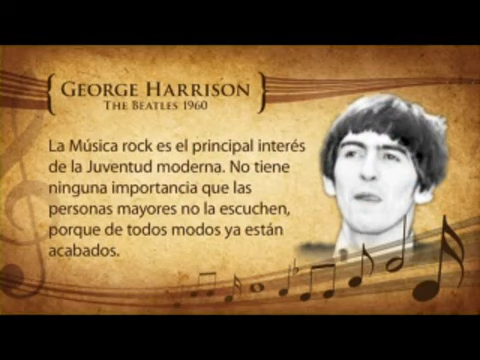 {GEORGE HARRISON}
THE BEATLES 1960
La Música rock es el principal interés
de la Juventud moderna. No tiene
ninguna importancia que las
personas mayores no la escuchen,
porque de todos modos ya están
acabados.